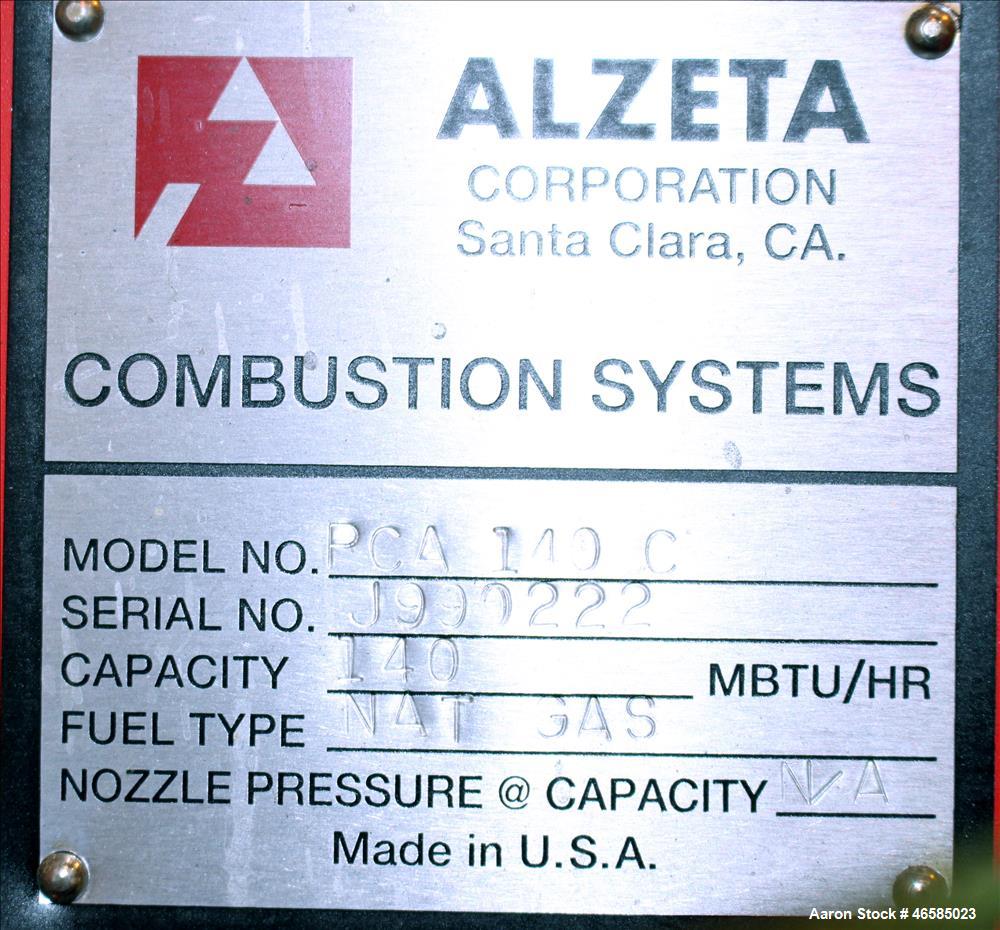 ALZETA
CORPORATION
Santa Clara, CA.
COMBUSTION SYSTEMS
MODEL NO. PCA 140 C
SERIAL NO. J990222
CAPACITY 140 MBTU/HR
FUEL TYPE NAT GAS
NOZZLE PRESSURE @ CAPACITY N/A
Made in U.S.A.
Aaron Stock # 46585023